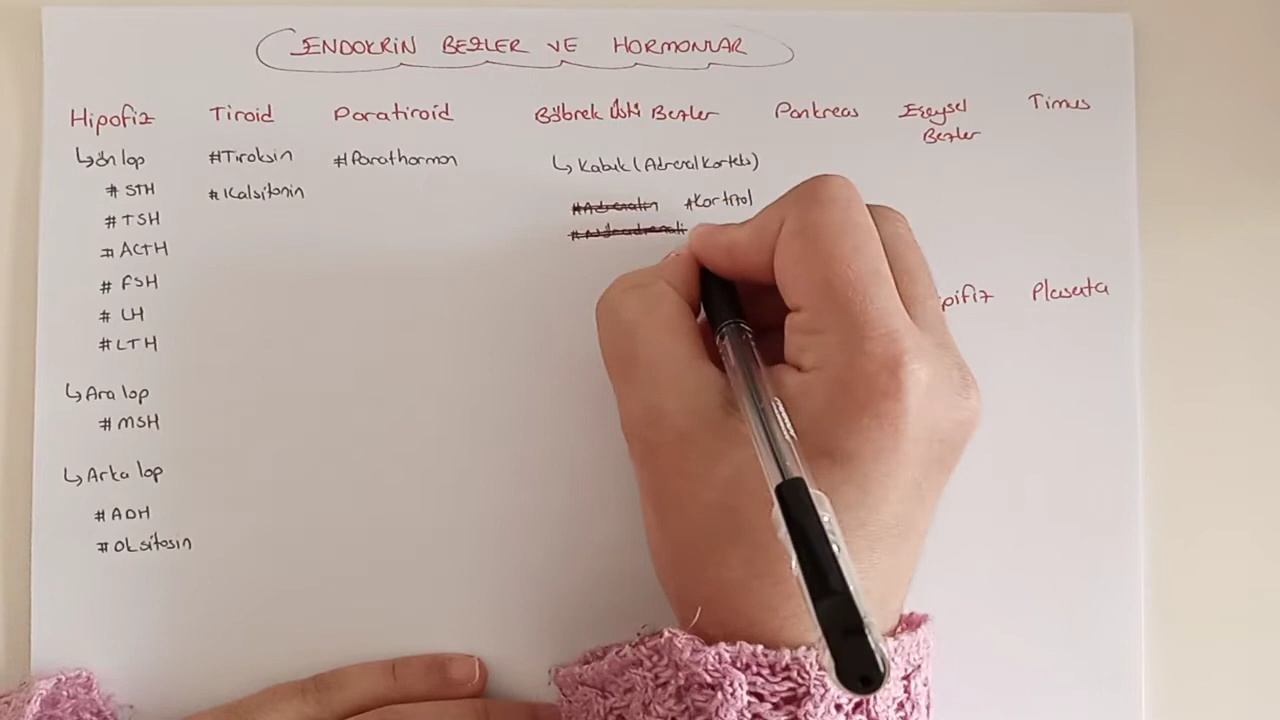 ENDOKRİN BEZLER VE HORMONLAR
Hipofiz
↳ön lop
#STH
#TSH
#ACTH
#FSH
#LH
#LTH
↳Ara lop
#MSH
↳Arka lop
#ADH
#Oksitosin
Tiroid
#Tiroksin
#Kalsitonin
Paratiroid
#Parathormon
Böbrek Üstü Bezler
↳Kabuk (Adrenal Korteks)
#Adrenalin #Kortizol
Pankreas
Eşeysel
Bezler
Timus
Plasenta